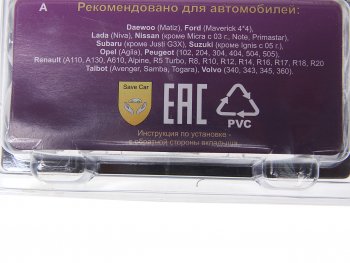 A
Рекомендовано для автомобилей:
Daewoo (Matiz), Ford (Maverick 4*4),
Lada (Niva), Nissan (кроме Micra с 03 г., Note, Primastar),
Subaru (кроме Justi G3X), Suzuki (кроме Ignis с 05 г.),
Opel (Agila), Peugeot (102, 204, 304, 404, 504, 505),
Renault (A110, A130, A610, Alpine, R5 Turbo, R8, R10, R12, R14, R16, R17, R18, R20
Talbot (Avenger, Samba, Togara), Volvo (340, 343, 345, 360).
Save Car
EAC
3
PVC
Инструкция по установке -
с обратной стороны вкладыша.